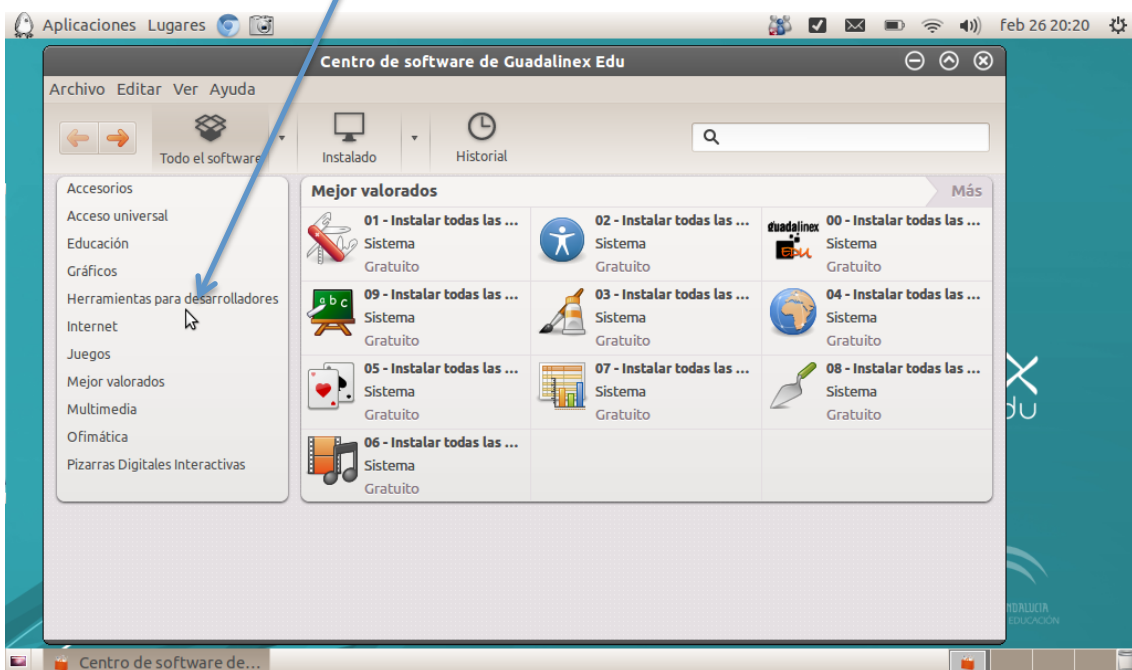 Aplicaciones Lugares feb 26 20:20
Centro de software de Guadalinex Edu
Archivo Editar Ver Ayuda
Todo el software Instalado Historial
Accesorios
Acceso universal
Educación
Gráficos
Herramientas para desarrolladores
Internet
Juegos
Mejor valorados
Multimedia
Ofimática
Pizarras Digitales Interactivas
Mejor valorados Más
01 - Instalar todas las ...
Sistema
Gratuito
02 - Instalar todas las ...
Sistema
Gratuito
guadalinex
EDU
00 - Instalar todas las ...
Sistema
Gratuito
a b c
09 - Instalar todas las ...
Sistema
Gratuito
03 - Instalar todas las ...
Sistema
Gratuito
04 - Instalar todas las ...
Sistema
Gratuito
05 - Instalar todas las ...
Sistema
Gratuito
07 - Instalar todas las ...
Sistema
Gratuito
08 - Instalar todas las ...
Sistema
Gratuito
06 - Instalar todas las ...
Sistema
Gratuito
x
du
NDALUCIA
EDUCACIÓN
Centro de software de...